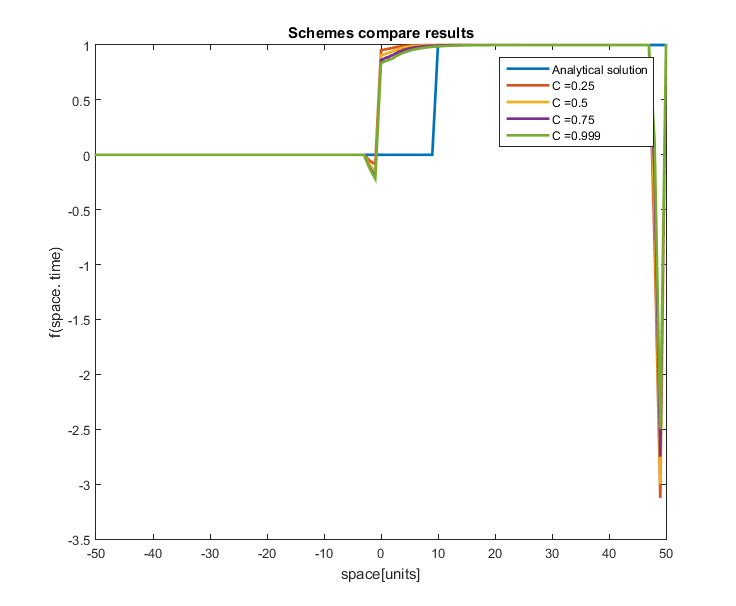 Schemes compare results
1
0.5
0
-0.5
-1
-1.5
-2
-2.5
-3
-3.5
f(space. time)
Analytical solution
C =0.25
C =0.5
C =0.75
C =0.999
-50 -40 -30 -20 -10 0 10 20 30 40 50
space[units]